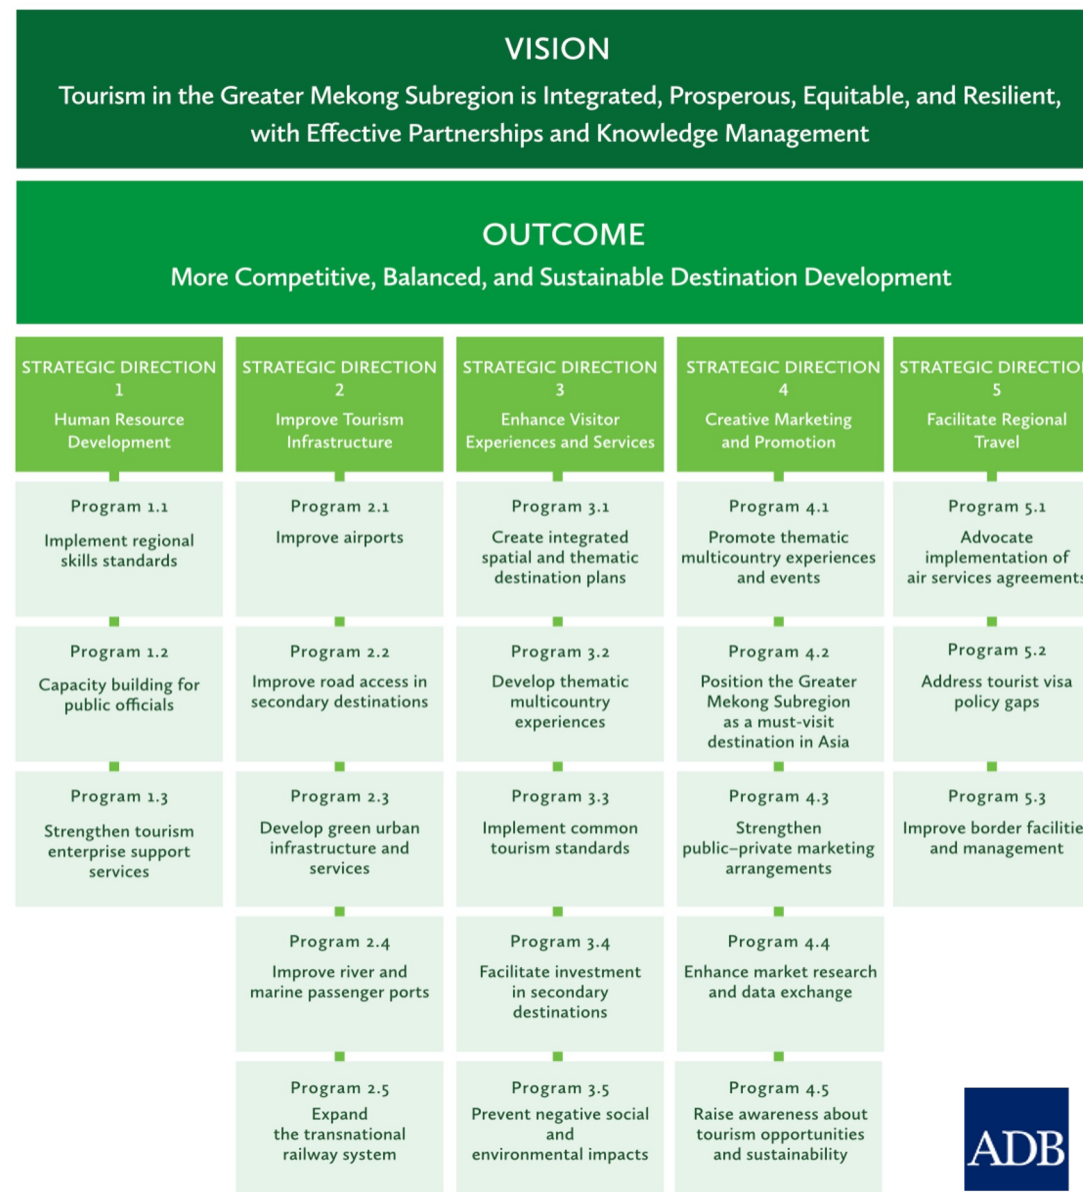 VISION
Tourism in the Greater Mekong Subregion is Integrated, Prosperous, Equitable, and Resilient,
with Effective Partnerships and Knowledge Management
OUTCOME
More Competitive, Balanced, and Sustainable Destination Development
STRATEGIC DIRECTION
1
Human Resource
Development
Program 1.1
Implement regional
skills standards
Program 1.2
Capacity building for
public officials
Program 1.3
Strengthen tourism
enterprise support
services
STRATEGIC DIRECTION
2
Improve Tourism
Infrastructure
Program 2.1
Improve airports
Program 2.2
Improve road access in
secondary destinations
Program 2.3
Develop green urban
infrastructure and
services
Program 2.4
Improve river and
marine passenger ports
Program 2.5
Expand
the transnational
railway system
STRATEGIC DIRECTION
3
Enhance Visitor
Experiences and Services
Program 3.1
Create integrated
spatial and thematic
destination plans
Program 3.2
Develop thematic
multicountry
experiences
Program 3.3
Implement common
tourism standards
Program 3.4
Facilitate investment
in secondary
destinations
Program 3.5
Prevent negative social
and
environmental impacts
STRATEGIC DIRECTION
4
Creative Marketing
and Promotion
Program 4.1
Promote thematic
multicountry experiences
and events
Program 4.2
Position the Greater
Mekong Subregion
as a must-visit
destination in Asia
Program 4.3
Strengthen
public–private marketing
arrangements
Program 4.4
Enhance market research
and data exchange
Program 4.5
Raise awareness about
tourism opportunities
and sustainability
STRATEGIC DIRECTIO
5
Facilitate Regional
Travel
Program 5.1
Advocate
implementation of
air services agreements
Program 5.2
Address tourist visa
policy gaps
Program 5.3
Improve border facilitie
and management
ADB